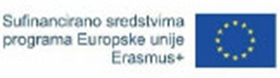 Sufinancirano sredstvima
programa Europske unije
Erasmus+